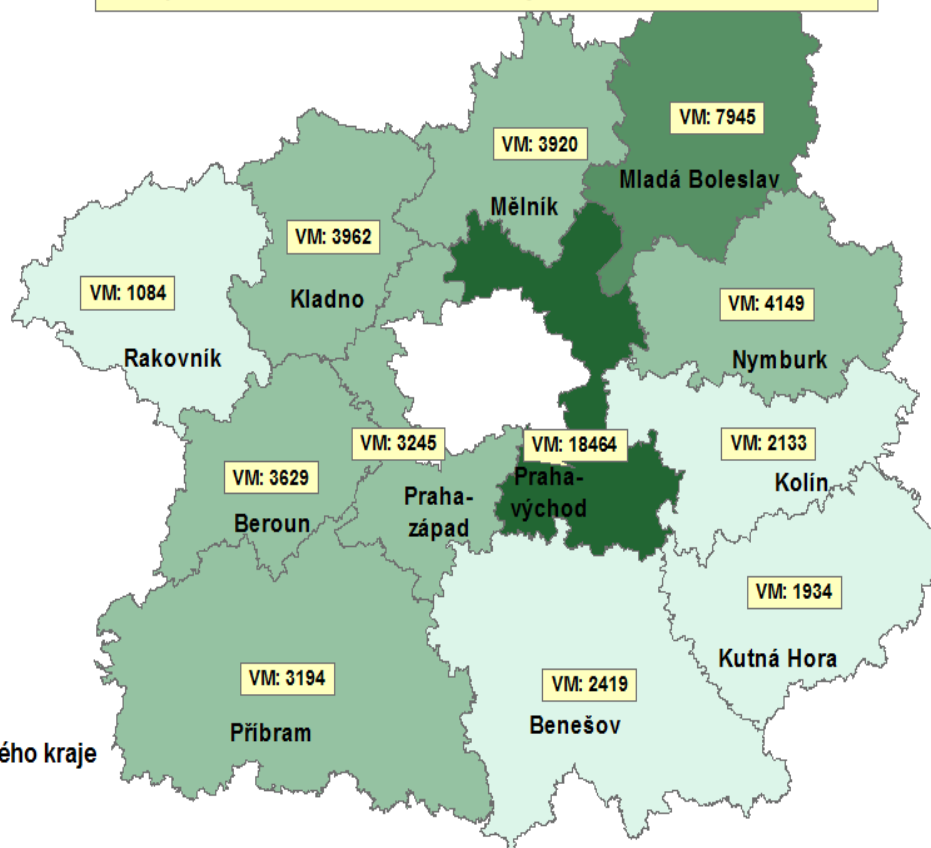 VM: 7945
Mladá Boleslav
VM: 3920
Mělník
VM: 3962
Kladno
VM: 1084
Rakovník
VM: 4149
Nymburk
VM: 3245
Praha-
západ
VM: 18464
Praha-
východ
VM: 2133
Kolín
VM: 3629
Beroun
VM: 1934
Kutná Hora
VM: 3194
Příbram
VM: 2419
Benešov
ého kraje